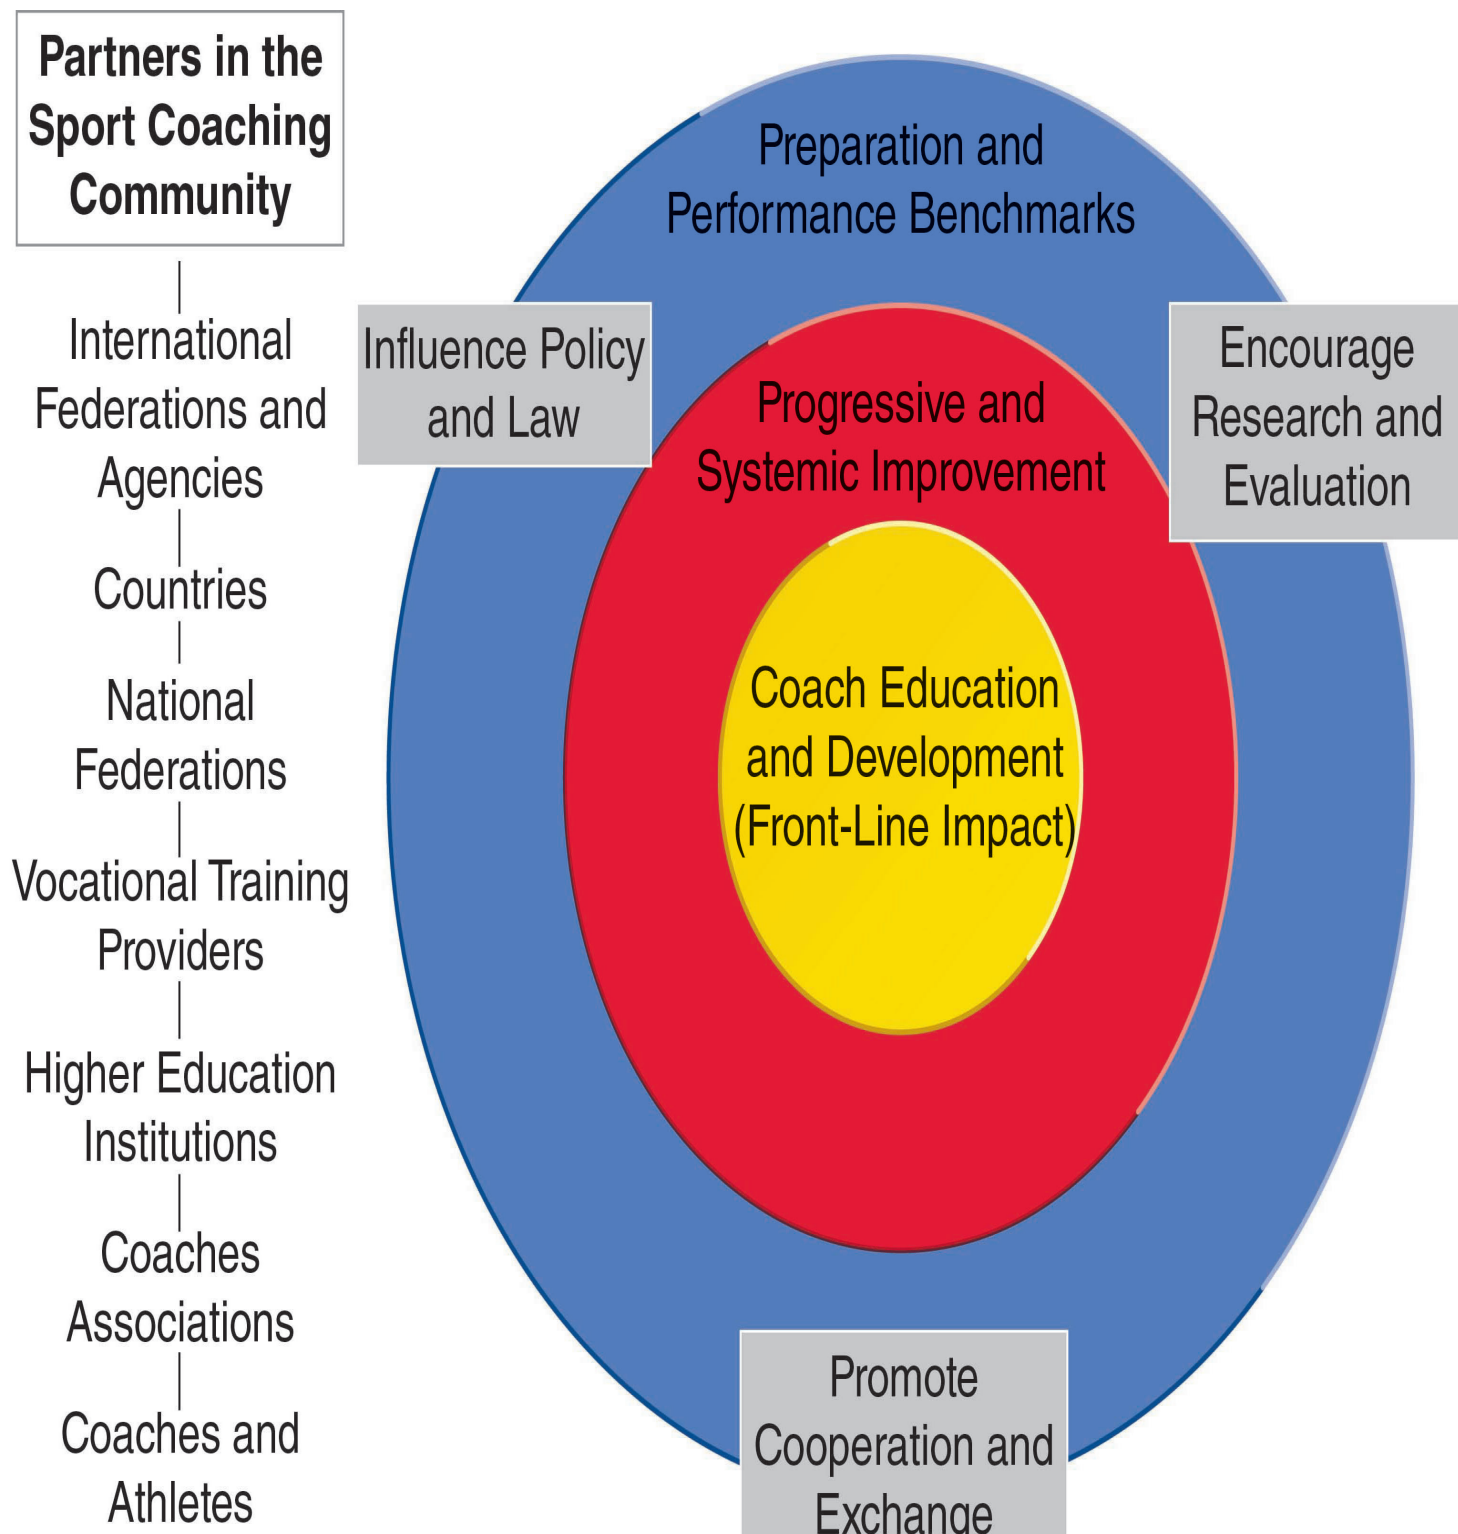 Partners in the
Sport Coaching
Community
International
Federations and
Agencies
Countries
National
Federations
Vocational Training
Providers
Higher Education
Institutions
Coaches
Associations
Coaches and
Athletes
Preparation and
Performance Benchmarks
Influence Policy
and Law
Encourage
Research and
Evaluation
Progressive and
Systemic Improvement
Coach Education
and Development
(Front-Line Impact)
Promote
Cooperation and
Exchange